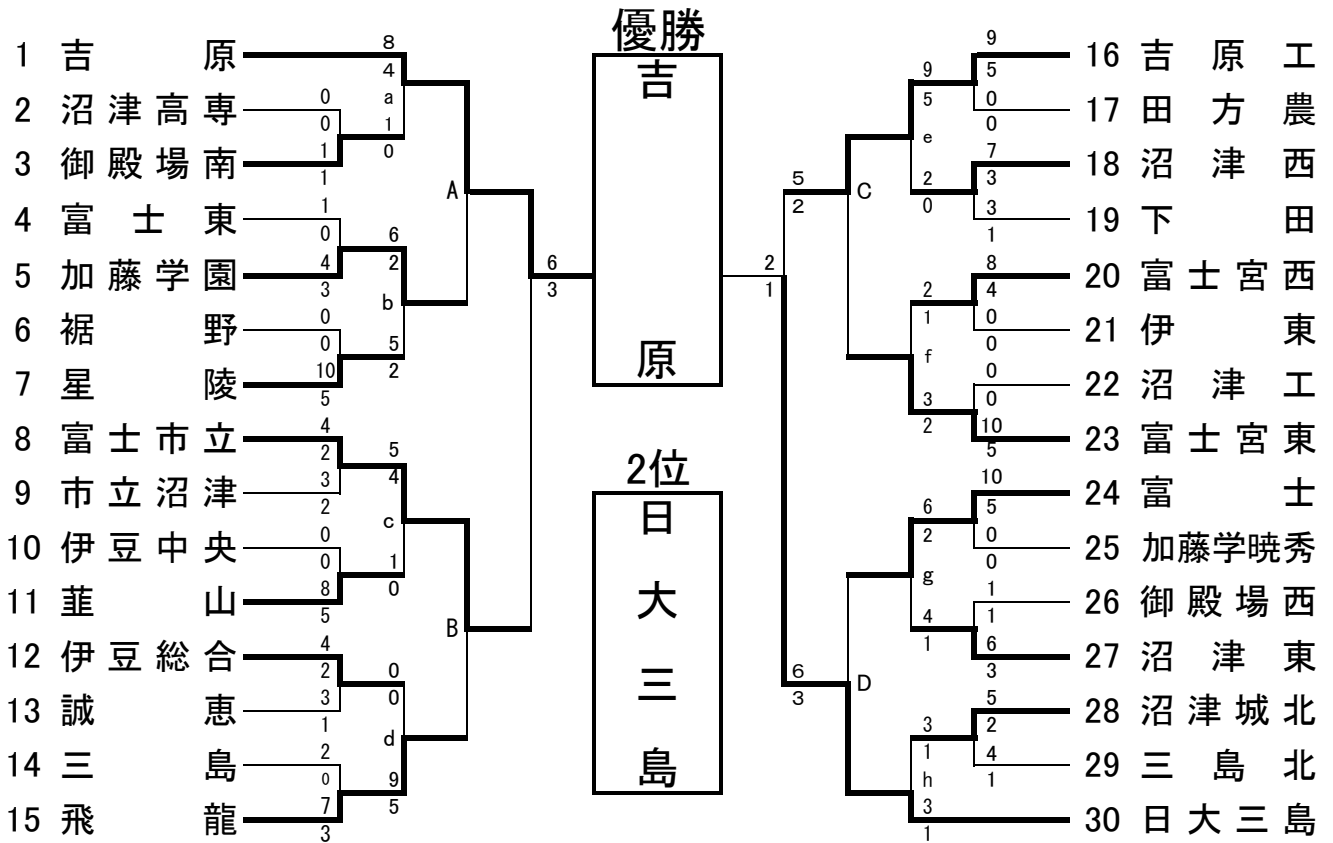 優勝
吉原
2位
日大三島
1 吉原
8
4
a
2 沼津高専
0
0
1
0
3 御殿場南
1
1
A
4 富士東
1
0
6
2
5 加藤学園
4
3
b
6 裾野
0
0
5
2
7 星陵
10
5
6
3
8 富士市立
4
2
5
4
9 市立沼津
3
2
c
10 伊豆中央
0
0
1
0
11 韮山
8
5
B
12 伊豆総合
4
2
0
0
13 誠恵
3
1
d
14 三島
2
0
9
5
15 飛龍
7
3
9
5
16 吉原工
9
5
e
0
0
17 田方農
7
3
18 沼津西
2
0
3
1
19 下田
5
2
C
8
4
20 富士宮西
2
1
0
0
21 伊東
f
0
0
22 沼津工
3
2
10
5
23 富士宮東
2
1
10
5
24 富士
6
2
0
0
25 加藤学暁秀
g
1
1
26 御殿場西
4
1
6
3
27 沼津東
6
3
D
5
2
28 沼津城北
3
1
4
1
29 三島北
h
3
1
30 日大三島